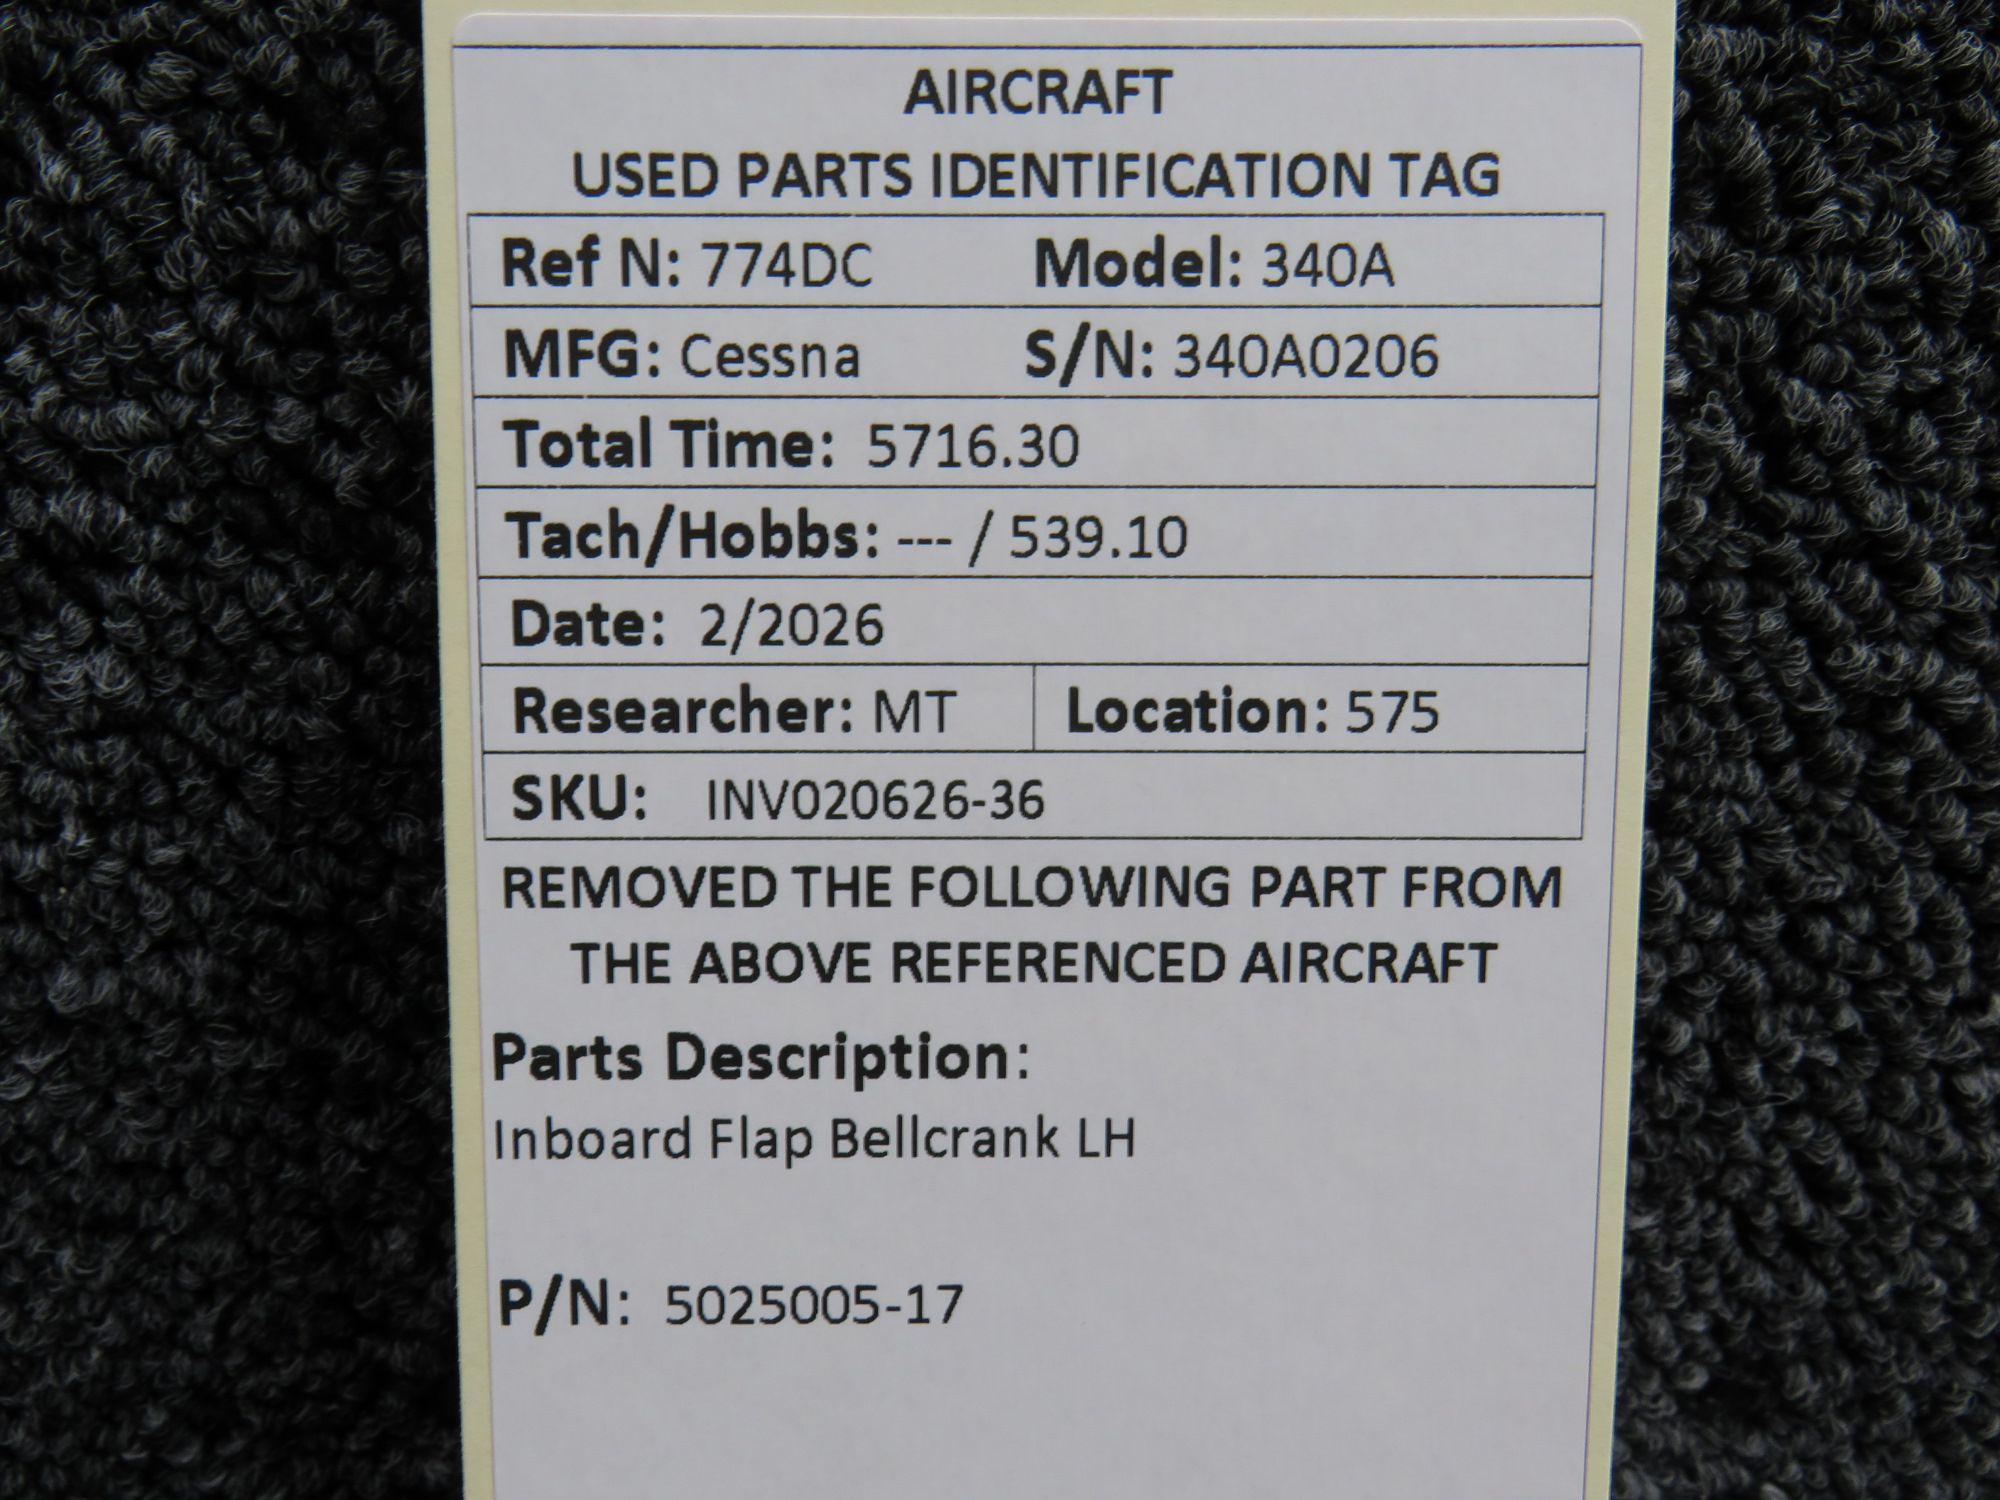 AIRCRAFT
USED PARTS IDENTIFICATION TAG
Ref N: 774DC Model: 340A
MFG: Cessna S/N: 340A0206
Total Time: 5716.30
Tach/Hobbs: --- / 539.10
Date: 2/2026
Researcher: MT Location: 575
SKU: INV020626-36
REMOVED THE FOLLOWING PART FROM
THE ABOVE REFERENCED AIRCRAFT
Parts Description:
Inboard Flap Bellcrank LH
P/N: 5025005-17